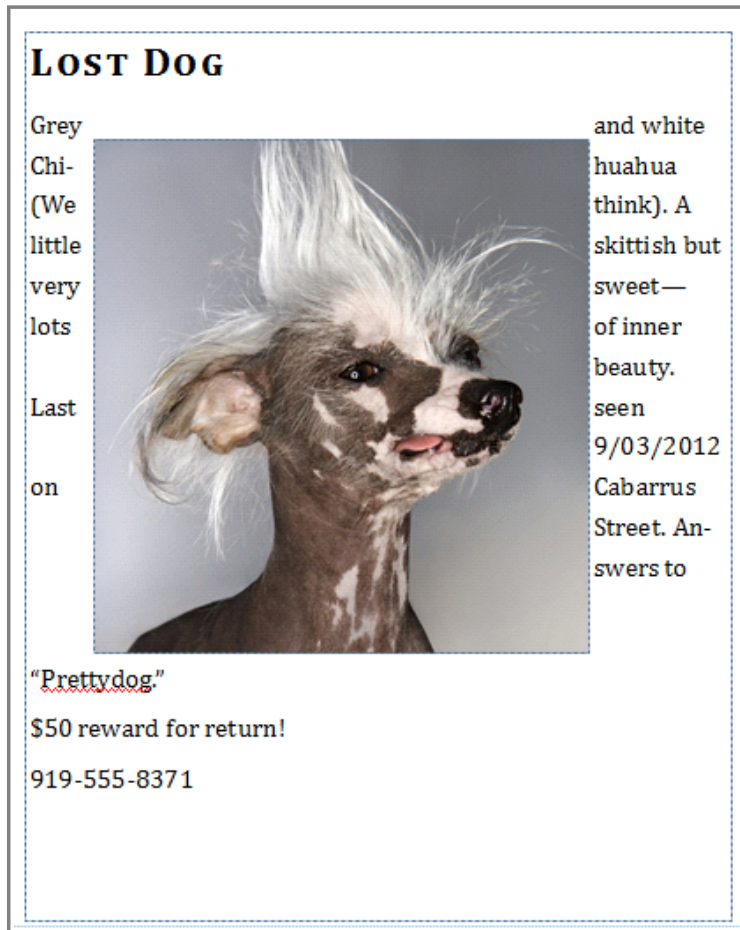 LOST DOG
Grey and white
Chi- huahua
(We think). A
little skittish but
very sweet—
lots of inner
beauty.
Last seen
9/03/2012
on Cabarrus
Street. An-
swers to
“Prettydog.”
$50 reward for return!
919-555-8371